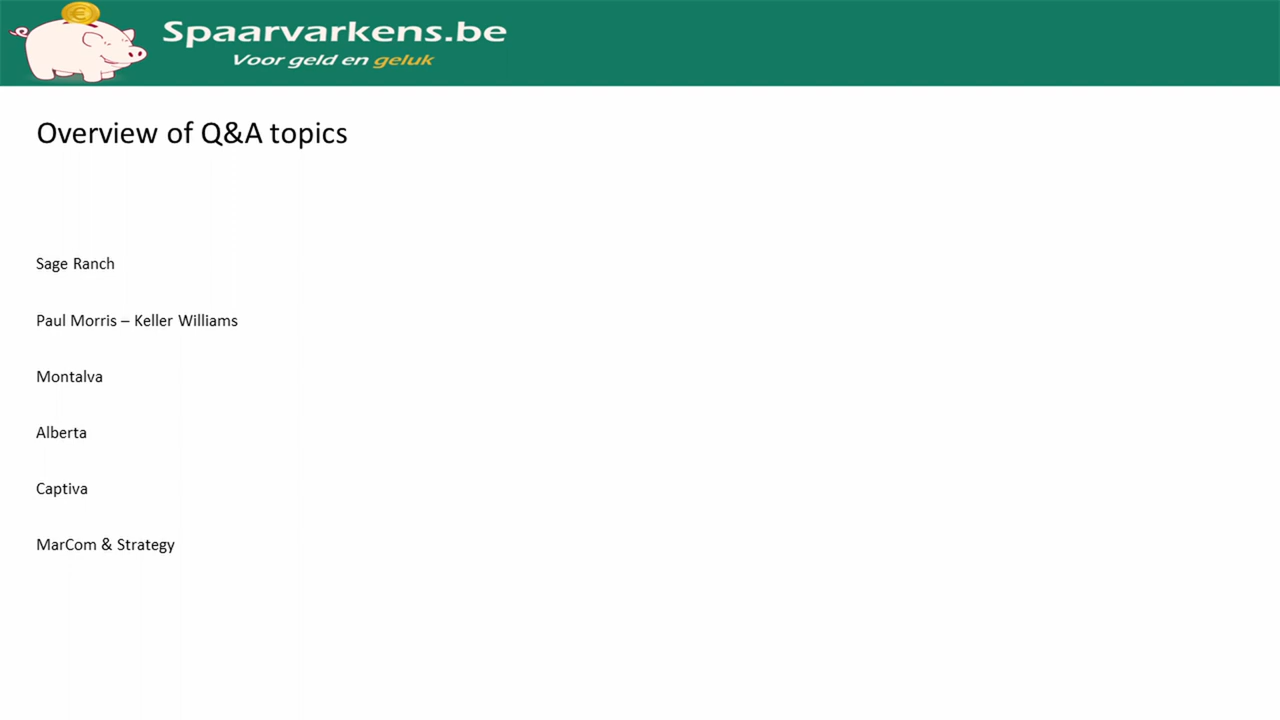 Spaarvarkens.be
Voor geld en geluk
Overview of Q&A topics
Sage Ranch
Paul Morris – Keller Williams
Montalva
Alberta
Captiva
MarCom & Strategy